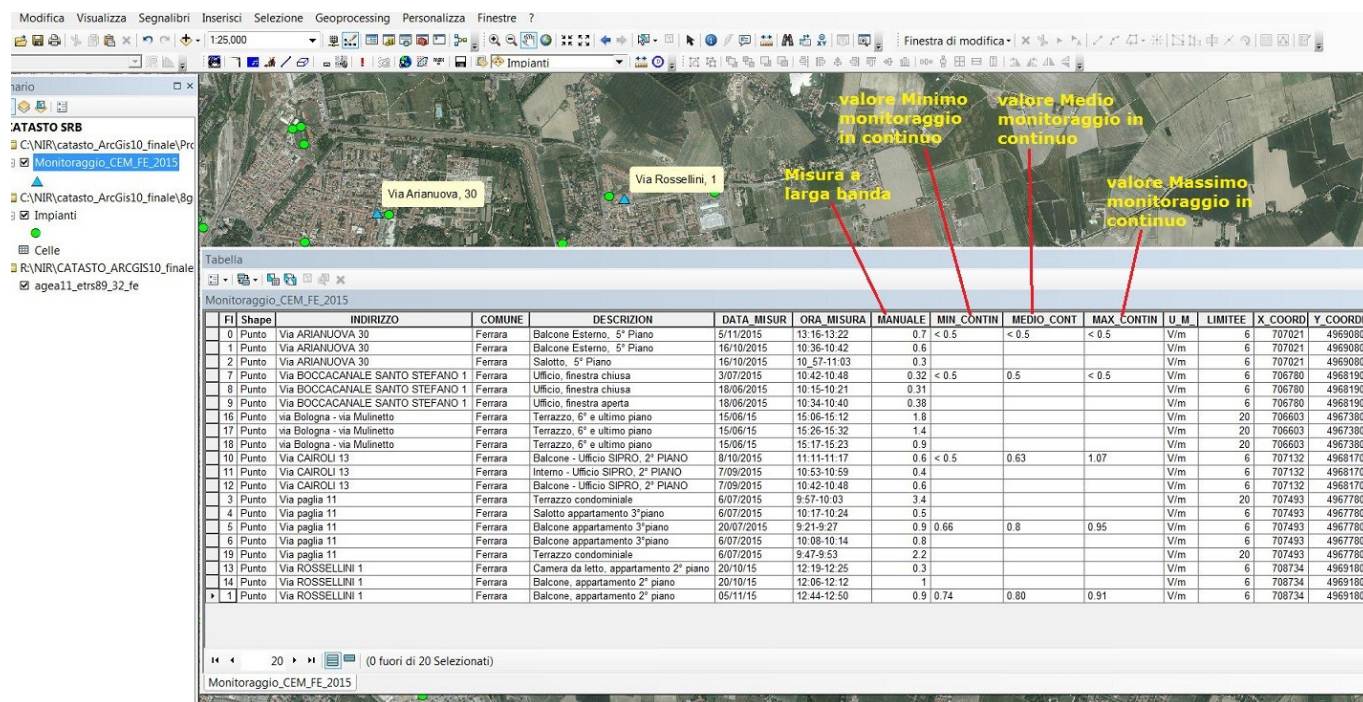 Modifica Visualizza Segnalibri Inserisci Selezione Geoprocessing Personalizza Finestre ?
1:25,000
Finestra di modifica
Impianti
nario
CATASTO SRB
C:\NIR\catasto_ArcGis10_finale\Prc
Monitoraggio_CEM_FE_2015
C:\NIR\catasto_ArcGis10_finale\8g
Impianti
Celle
R:\NIR\CATASTO_ARCGIS10_finale
agea11_etrs89_32_fe
Via Arianuova, 30
Via Rossellini, 1
Misura a
larga banda
valore Minimo
monitoraggio
in continuo
valore Medio
monitoraggio in
continuo
valore Massimo
monitoraggio in
continuo
Tabella
Monitoraggio_CEM_FE_2015
FI Shape INDIRIZZO COMUNE DESCRIZION DATA_MISUR ORA_MISURA MANUALE MIN_CONTIN MEDIO_CONT MAX_CONTIN U_M_ LIMITEE X_COORD Y_COORD
0 Punto Via ARIANUOVA 30 Ferrara Balcone Esterno, 5° Piano 5/11/2015 13:16-13:22 0.7 < 0.5 < 0.5 < 0.5 V/m 6 707021 4969080
1 Punto Via ARIANUOVA 30 Ferrara Balcone Esterno, 5° Piano 16/10/2015 10:36-10:42 0.6 V/m 6 707021 4969080
2 Punto Via ARIANUOVA 30 Ferrara Salotto, 5° Piano 16/10/2015 10_57-11:03 0.3 V/m 6 707021 4969080
7 Punto Via BOCCACANALE SANTO STEFANO 1 Ferrara Ufficio, finestra chiusa 3/07/2015 10:42-10:48 0.32 < 0.5 0.5 < 0.5 V/m 6 706780 4968190
8 Punto Via BOCCACANALE SANTO STEFANO 1 Ferrara Ufficio, finestra chiusa 18/06/2015 10:15-10:21 0.31 V/m 6 706780 4968190
9 Punto Via BOCCACANALE SANTO STEFANO 1 Ferrara Ufficio, finestra aperta 18/06/2015 10:34-10:40 0.38 V/m 6 706780 4968190
16 Punto via Bologna - via Mulinetto Ferrara Terrazzo, 6° e ultimo piano 15/06/15 15:06-15:12 1.8 V/m 20 706603 4967380
17 Punto via Bologna - via Mulinetto Ferrara Terrazzo, 6° e ultimo piano 15/06/15 15:26-15:32 1.4 V/m 20 706603 4967380
18 Punto via Bologna - via Mulinetto Ferrara Terrazzo, 6° e ultimo piano 15/06/15 15:17-15:23 0.9 V/m 20 706603 4967380
10 Punto Via CAIROLI 13 Ferrara Balcone - Ufficio SIPRO, 2° PIANO 8/10/2015 11:11-11:17 0.6 < 0.5 0.63 1.07 V/m 6 707132 4968170
11 Punto Via CAIROLI 13 Ferrara Interno - Ufficio SIPRO, 2° PIANO 7/09/2015 10:53-10:59 0.4 V/m 6 707132 4968170
12 Punto Via CAIROLI 13 Ferrara Balcone - Ufficio SIPRO, 2° PIANO 7/09/2015 10:42-10:48 0.6 V/m 6 707132 4968170
3 Punto Via paglia 11 Ferrara Terrazzo condominiale 6/07/2015 9:57-10:03 3.4 V/m 20 707493 4967780
4 Punto Via paglia 11 Ferrara Salotto appartamento 3°piano 6/07/2015 10:17-10:24 0.5 V/m 6 707493 4967780
5 Punto Via paglia 11 Ferrara Balcone appartamento 3°piano 20/07/2015 9:21-9:27 0.9 0.66 0.8 0.95 V/m 6 707493 4967780
6 Punto Via paglia 11 Ferrara Balcone appartamento 3°piano 6/07/2015 10:08-10:14 0.8 V/m 6 707493 4967780
19 Punto Via paglia 11 Ferrara Terrazzo condominiale 6/07/2015 9:47-9:53 2.2 V/m 20 707493 4967780
13 Punto Via ROSSELLINI 1 Ferrara Camera da letto, appartamento 2° piano 20/10/15 12:19-12:25 0.3 V/m 6 708734 4969180
14 Punto Via ROSSELLINI 1 Ferrara Balcone, appartamento 2° piano 20/10/15 12:06-12:12 1 V/m 6 708734 4969180
1 Punto Via ROSSELLINI 1 Ferrara Balcone, appartamento 2° piano 05/11/15 12:44-12:50 0.9 0.74 0.80 0.91 V/m 6 708734 4969180
20 (0 fuori di 20 Selezionati)
Monitoraggio_CEM_FE_2015